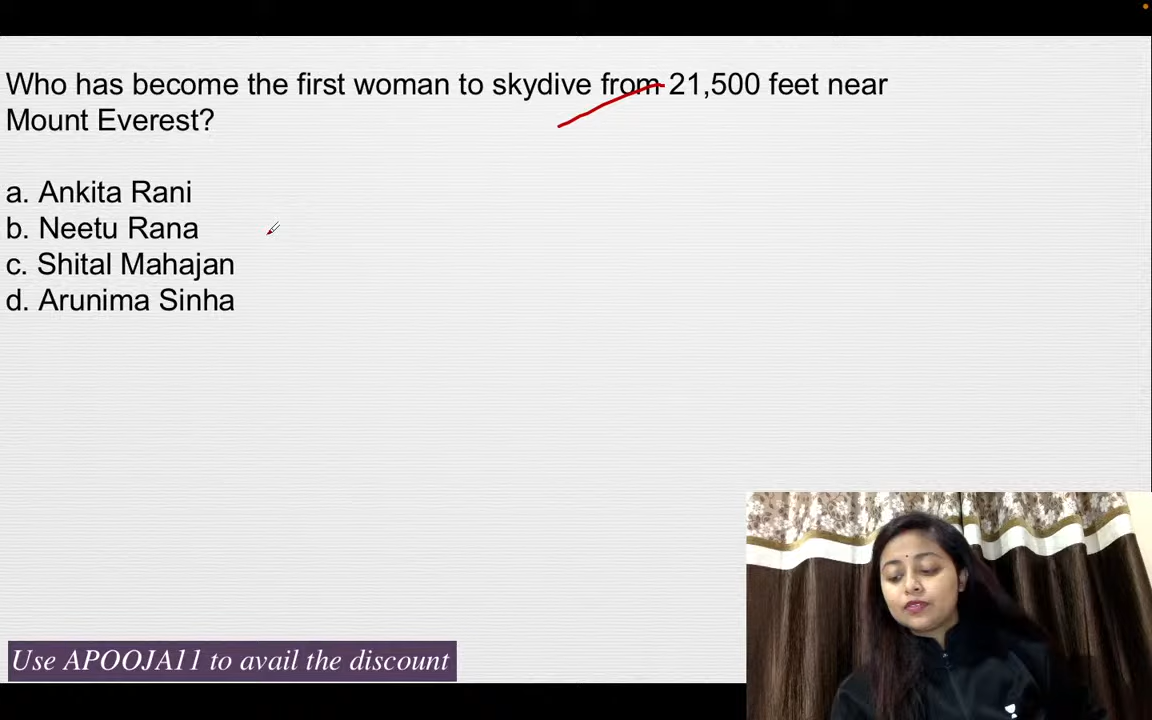 Who has become the first woman to skydive from 21,500 feet near
Mount Everest?
a. Ankita Rani
b. Neetu Rana
c. Shital Mahajan
d. Arunima Sinha
Use APOOJA11 to avail the discount